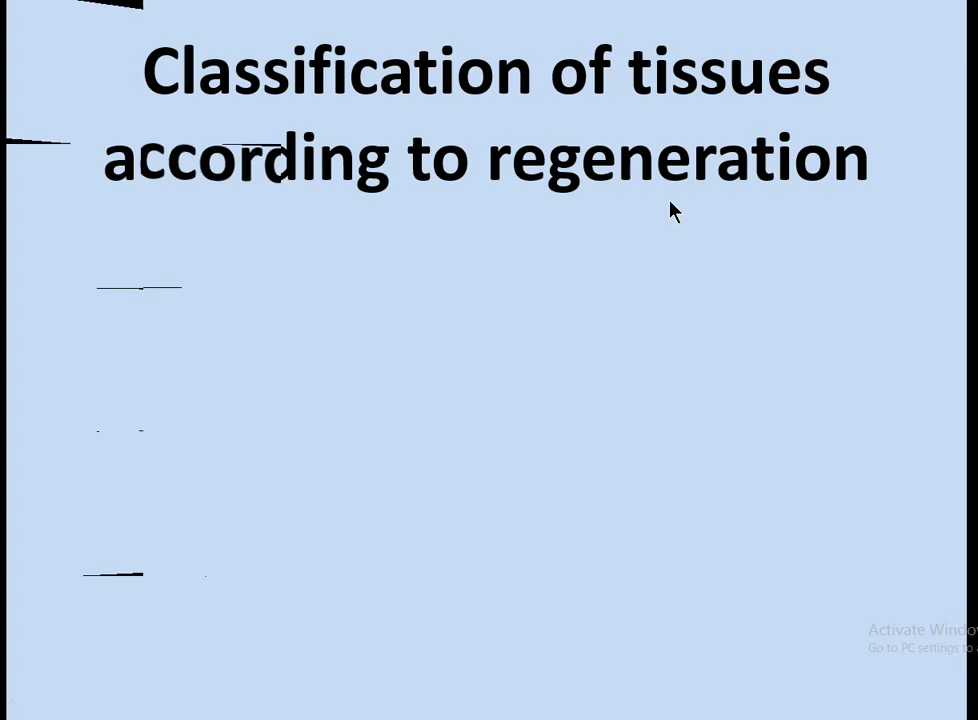 Classification of tissues
according to regeneration
Activate Windo
Go to PC settings to